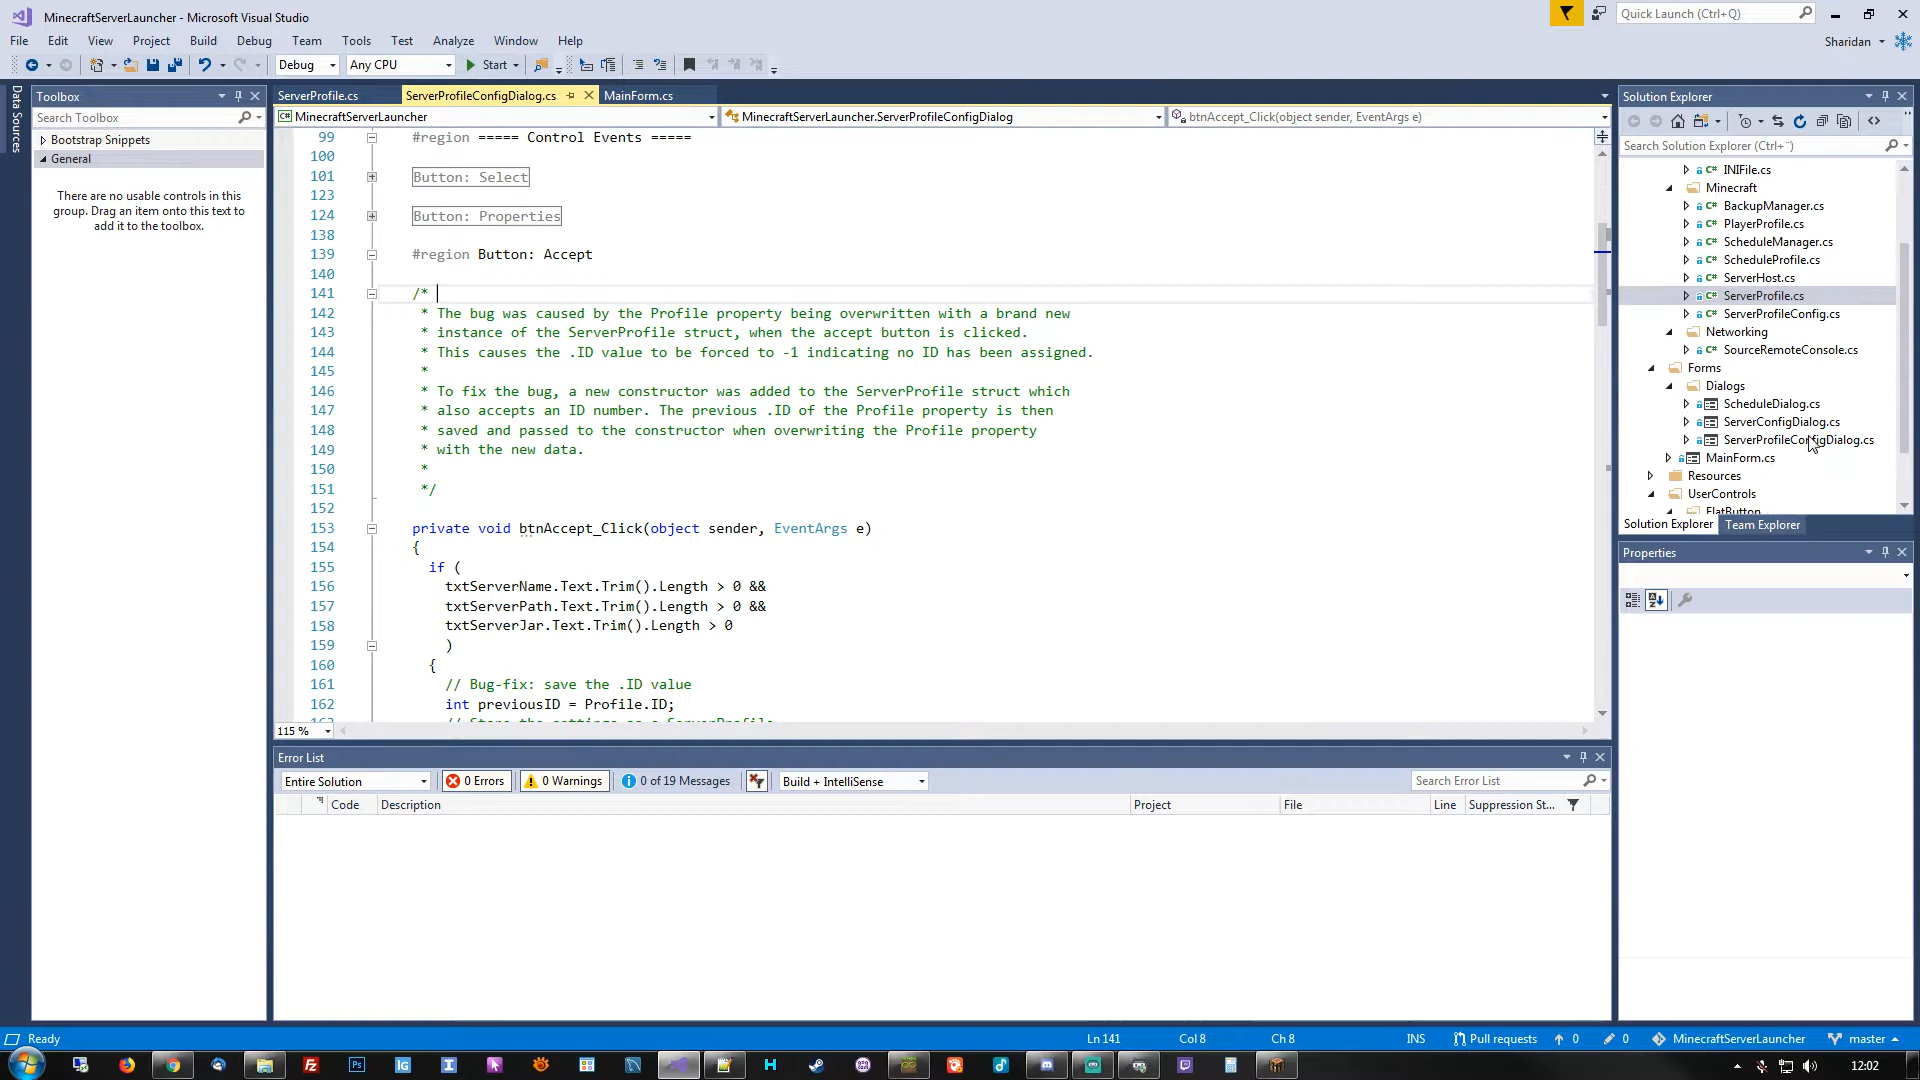 MinecraftServerLauncher - Microsoft Visual Studio
Quick Launch (Ctrl+Q)
File Edit View Project Build Debug Team Tools Test Analyze Window Help
Sharidan
Debug Any CPU Start
Data Sources
Toolbox
Search Toolbox
Bootstrap Snippets
General
There are no usable controls in this
group. Drag an item onto this text to
add it to the toolbox.
ServerProfile.cs ServerProfileConfigDialog.cs MainForm.cs
MinecraftServerLauncher MinecraftServerLauncher.ServerProfileConfigDialog btnAccept_Click(object sender, EventArgs e)
99 #region ===== Control Events =====
100
101 Button: Select
123
124 Button: Properties
138
139 #region Button: Accept
140
141 /*
142 * The bug was caused by the Profile property being overwritten with a brand new
143 * instance of the ServerProfile struct, when the accept button is clicked.
144 * This causes the .ID value to be forced to -1 indicating no ID has been assigned.
145 *
146 * To fix the bug, a new constructor was added to the ServerProfile struct which
147 * also accepts an ID number. The previous .ID of the Profile property is then
148 * saved and passed to the constructor when overwriting the Profile property
149 * with the new data.
150 *
151 */
152
153 private void btnAccept_Click(object sender, EventArgs e)
154 {
155 if (
156 txtServerName.Text.Trim().Length > 0 &&
157 txtServerPath.Text.Trim().Length > 0 &&
158 txtServerJar.Text.Trim().Length > 0
159 )
160 {
161 // Bug-fix: save the .ID value
162 int previousID = Profile.ID;
163 // Store the settings as a ServerProfile
115 %
Error List
Entire Solution 0 Errors 0 Warnings 0 of 19 Messages Build + IntelliSense Search Error List
Code Description Project File Line Suppression St...
Solution Explorer
Search Solution Explorer (Ctrl+¨)
INIFile.cs
Minecraft
BackupManager.cs
PlayerProfile.cs
ScheduleManager.cs
ScheduleProfile.cs
ServerHost.cs
ServerProfile.cs
ServerProfileConfig.cs
Networking
SourceRemoteConsole.cs
Forms
Dialogs
ScheduleDialog.cs
ServerConfigDialog.cs
ServerProfileConfigDialog.cs
MainForm.cs
Resources
UserControls
FlatButton
Solution Explorer Team Explorer
Properties
Ready Ln 141 Col 8 Ch 8 INS Pull requests 0 0 MinecraftServerLauncher master
12:02